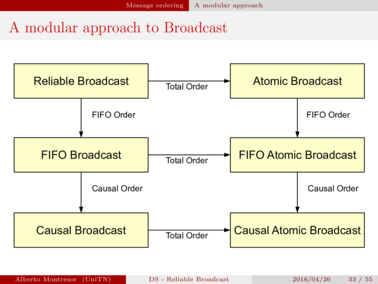 Message ordering A modular approach
A modular approach to Broadcast
Reliable Broadcast
Total Order
Atomic Broadcast
FIFO Order
FIFO Order
FIFO Broadcast
Total Order
FIFO Atomic Broadcast
Causal Order
Causal Order
Causal Broadcast
Total Order
Causal Atomic Broadcast
Alberto Montresor (UniTN) DS - Reliable Broadcast 2016/04/26 33 / 55